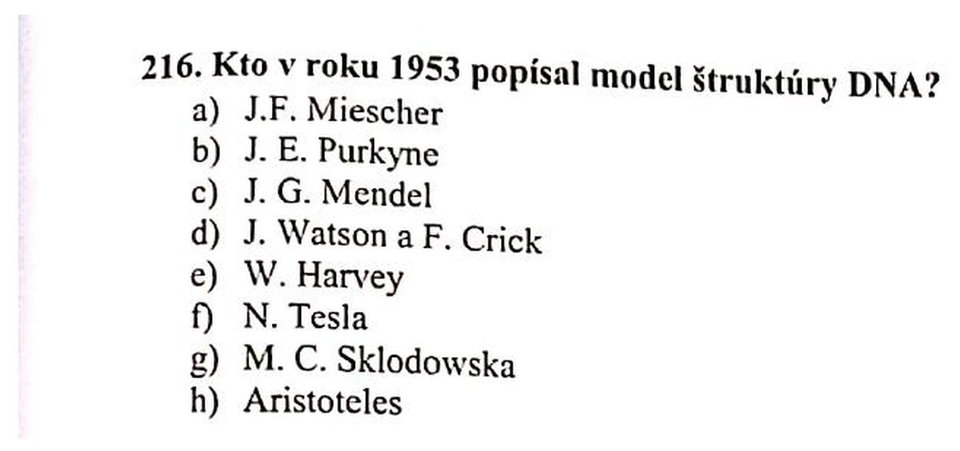 216. Kto v roku 1953 popísal model štruktúry DNA?
a) J.F. Miescher
b) J. E. Purkyne
c) J. G. Mendel
d) J. Watson a F. Crick
e) W. Harvey
f) N. Tesla
g) M. C. Sklodowska
h) Aristoteles